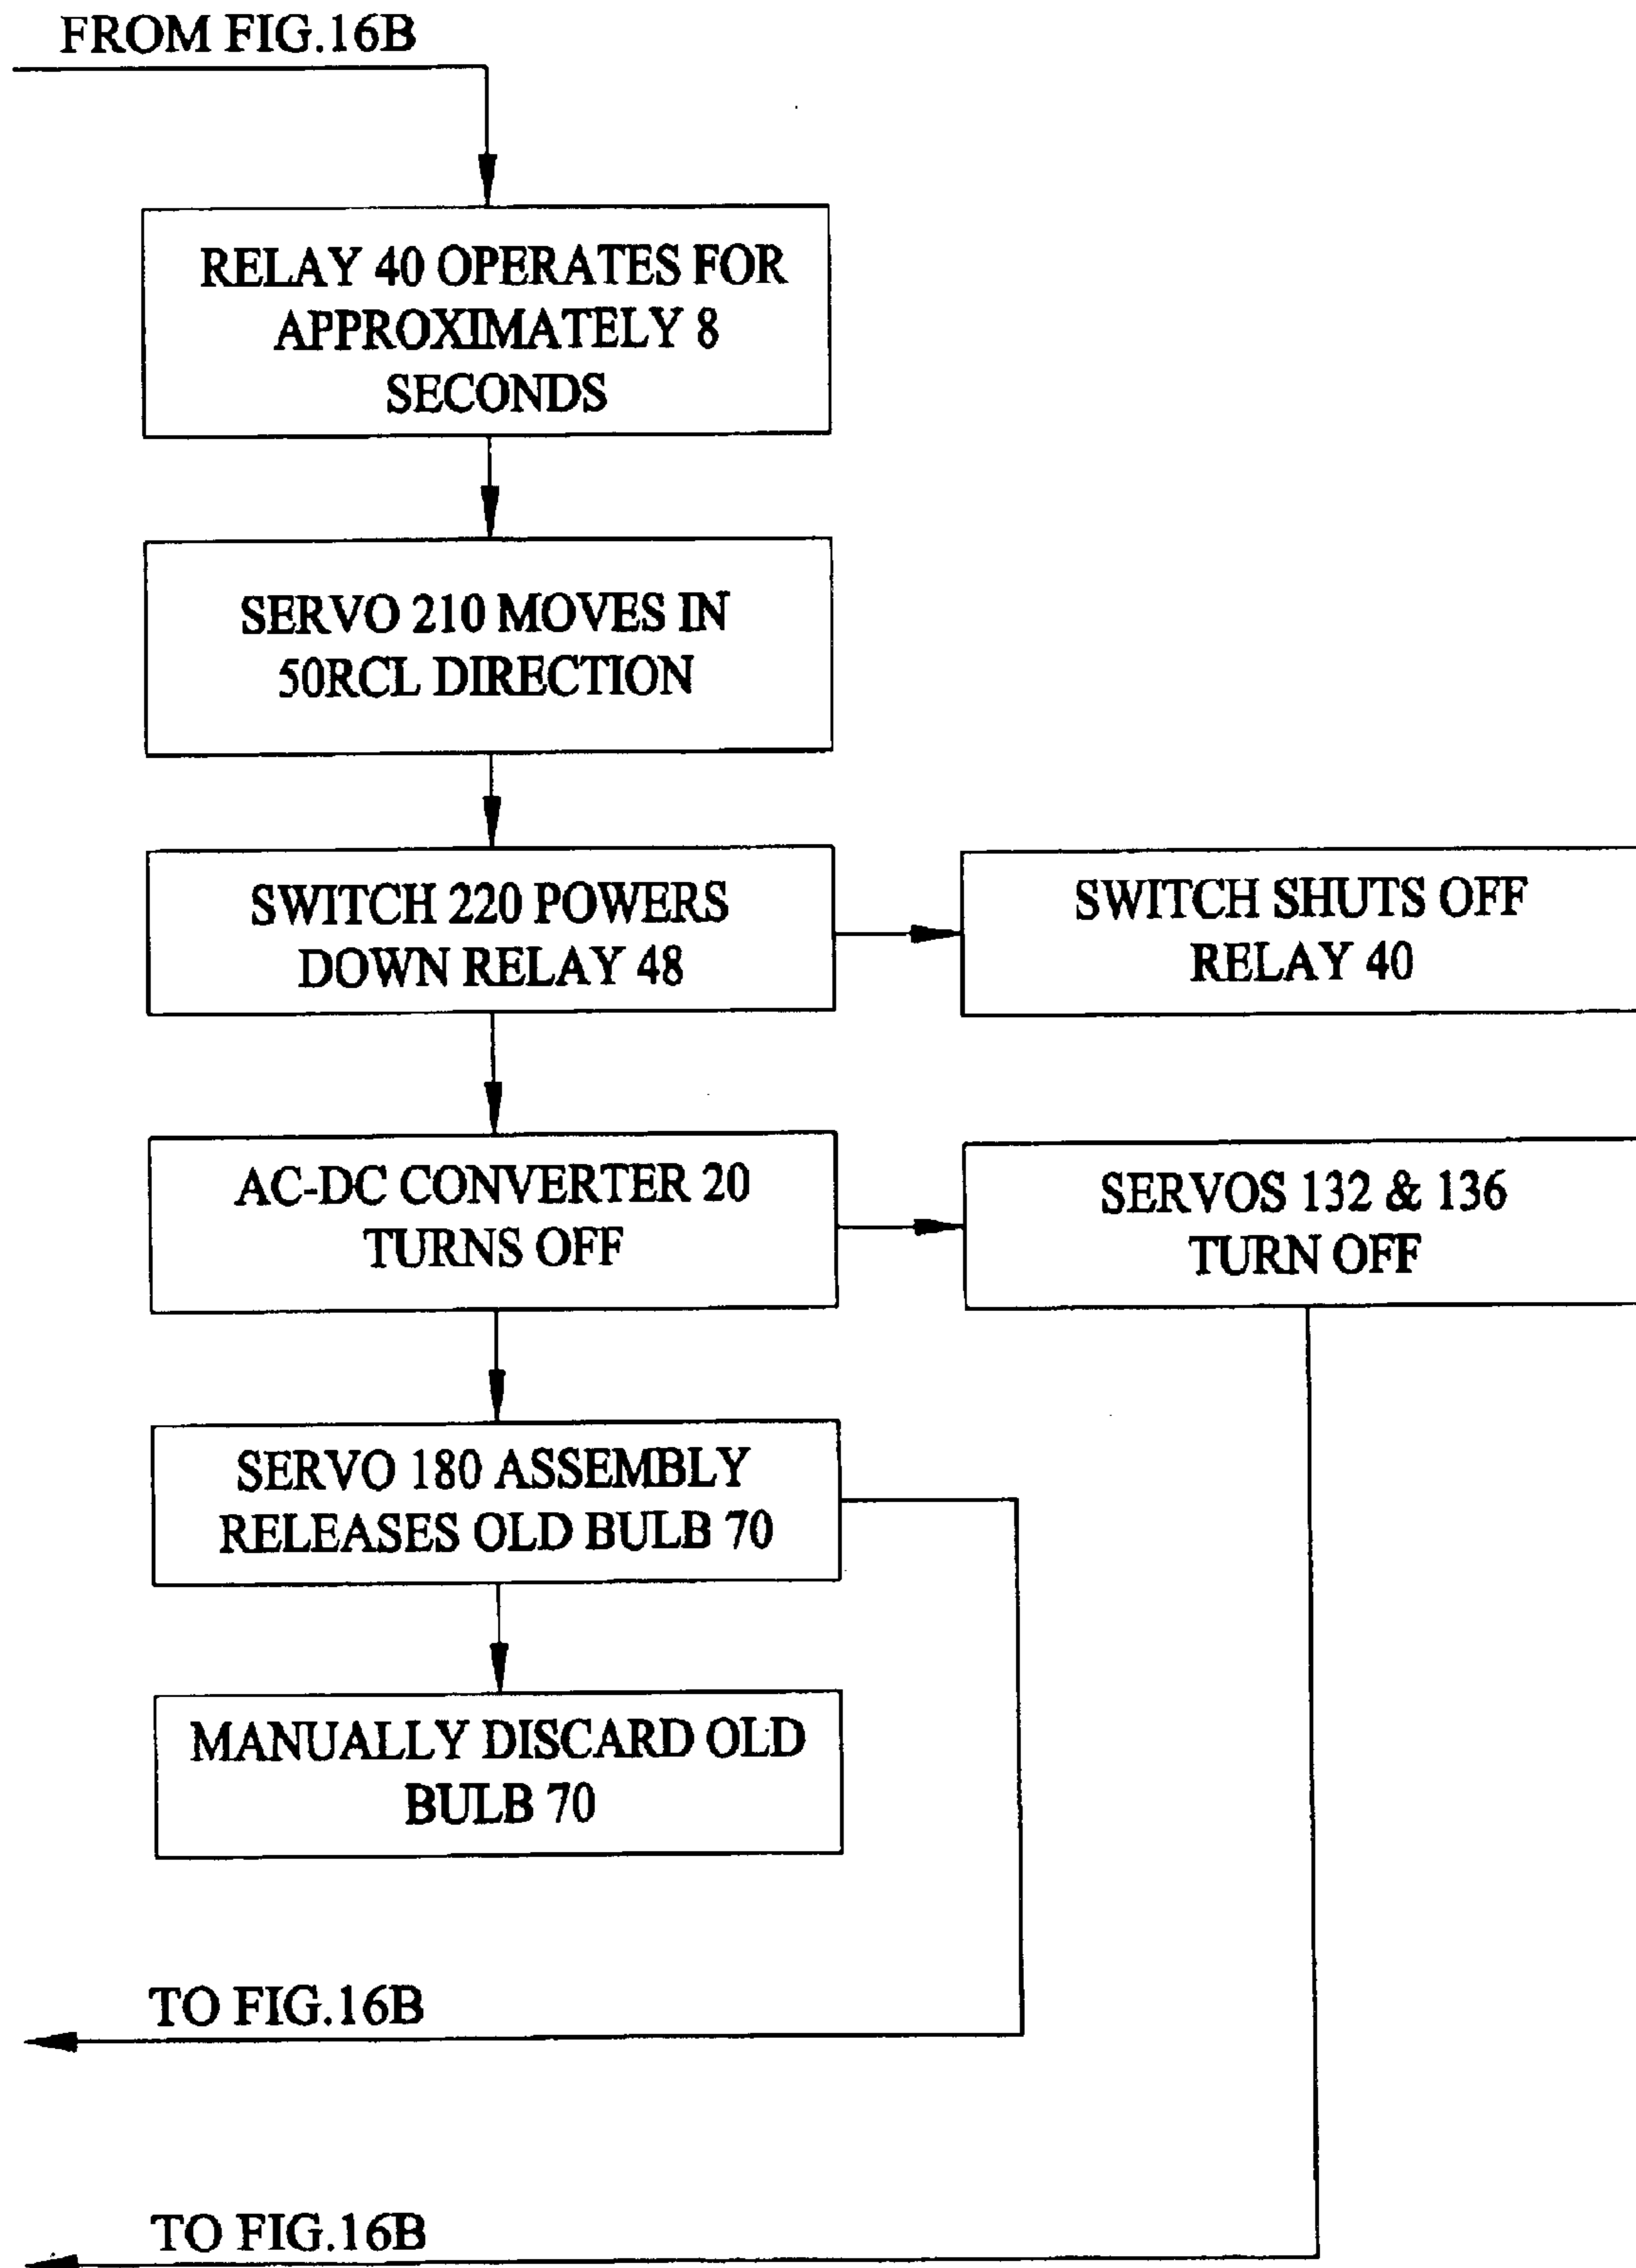 FROM FIG.16B
RELAY 40 OPERATES FOR
APPROXIMATELY 8
SECONDS
SERVO 210 MOVES IN
50RCL DIRECTION
SWITCH 220 POWERS
DOWN RELAY 48
SWITCH SHUTS OFF
RELAY 40
AC-DC CONVERTER 20
TURNS OFF
SERVOS 132 & 136
TURN OFF
SERVO 180 ASSEMBLY
RELEASES OLD BULB 70
MANUALLY DISCARD OLD
BULB 70
TO FIG.16B
TO FIG.16B